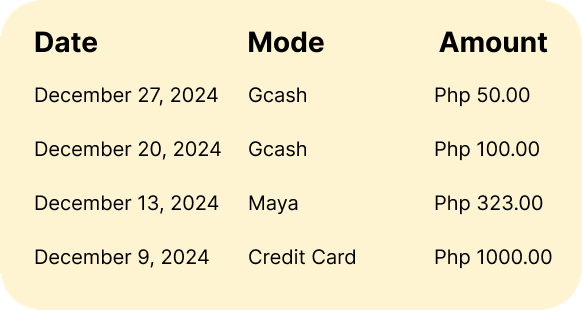 Date Mode Amount
December 27, 2024 Gcash Php 50.00
December 20, 2024 Gcash Php 100.00
December 13, 2024 Maya Php 323.00
December 9, 2024 Credit Card Php 1000.00